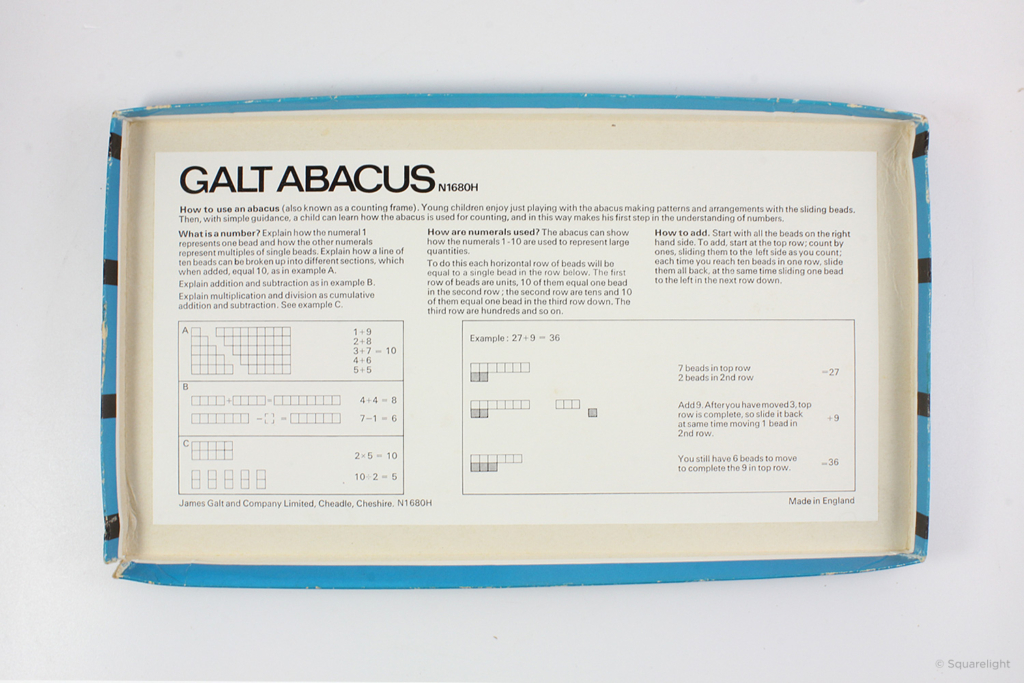 GALT ABACUS N1680H
How to use an abacus (also known as a counting frame). Young children enjoy just playing with the abacus making patterns and arrangements with the sliding beads.
Then, with simple guidance, a child can learn how the abacus is used for counting, and in this way makes his first step in the understanding of numbers.
What is a number? Explain how the numeral 1
represents one bead and how the other numerals
represent multiples of single beads. Explain how a line of
ten beads can be broken up into different sections, which
when added, equal 10, as in example A.
Explain addition and subtraction as in example B.
Explain multiplication and division as cumulative
addition and subtraction. See example C.
How are numerals used? The abacus can show
how the numerals 1-10 are used to represent large
quantities.
To do this each horizontal row of beads will be
equal to a single bead in the row below. The first
row of beads are units, 10 of them equal one bead
in the second row; the second row are tens and 10
of them equal one bead in the third row down. The
third row are hundreds and so on.
How to add. Start with all the beads on the right
hand side. To add, start at the top row; count by
ones, sliding them to the left side as you count;
each time you reach ten beads in one row, slide
them all back, at the same time sliding one bead
to the left in the next row down.
A
1+9
2+8
3+7 = 10
4+6
5+5
B
+ =
4+4 = 8
− =
7−1 = 6
C
2×5 = 10
10÷2 = 5
Example: 27+9 = 36
7 beads in top row
2 beads in 2nd row
=27
Add 9. After you have moved 3, top
row is complete, so slide it back
at same time moving 1 bead in
2nd row.
+9
You still have 6 beads to move
to complete the 9 in top row.
=36
James Galt and Company Limited, Cheadle, Cheshire. N1680H
Made in England
© Squarelight